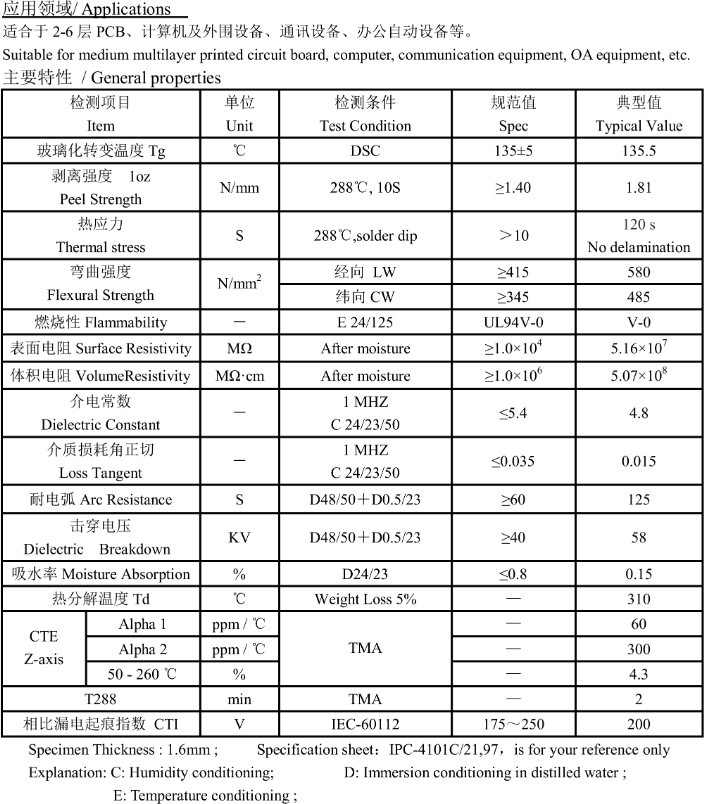 应用领域/ Applications
适合于 2-6 层 PCB、计算机及外围设备、通讯设备、办公自动设备等。
Suitable for medium multilayer printed circuit board, computer, communication equipment, OA equipment, etc.
主要特性 / General properties
检测项目 单位 检测条件 规范值 典型值
Item Unit Test Condition Spec Typical Value
玻璃化转变温度 Tg ℃ DSC 135±5 135.5
剥离强度 1oz
Peel Strength N/mm 288℃, 10S ≥1.40 1.81
热应力
Thermal stress S 288℃,solder dip ＞10 120 s
No delamination
弯曲强度
Flexural Strength N/mm² 经向 LW ≥415 580
纬向 CW ≥345 485
燃烧性 Flammability － E 24/125 UL94V-0 V-0
表面电阻 Surface Resistivity MΩ After moisture ≥1.0×10⁴ 5.16×10⁷
体积电阻 VolumeResistivity MΩ·cm After moisture ≥1.0×10⁶ 5.07×10⁸
介电常数
Dielectric Constant － 1 MHZ
C 24/23/50 ≤5.4 4.8
介质损耗角正切
Loss Tangent － 1 MHZ
C 24/23/50 ≤0.035 0.015
耐电弧 Arc Resistance S D48/50＋D0.5/23 ≥60 125
击穿电压
Dielectric Breakdown KV D48/50＋D0.5/23 ≥40 58
吸水率 Moisture Absorption % D24/23 ≤0.8 0.15
热分解温度 Td ℃ Weight Loss 5% — 310
CTE
Z-axis Alpha 1 ppm / ℃ TMA — 60
Alpha 2 ppm / ℃ — 300
50 - 260 ℃ % — 4.3
T288 min TMA — 2
相比漏电起痕指数 CTI V IEC-60112 175～250 200
Specimen Thickness : 1.6mm ; Specification sheet：IPC-4101C/21,97，is for your reference only
Explanation: C: Humidity conditioning; D: Immersion conditioning in distilled water ;
E: Temperature conditioning ;